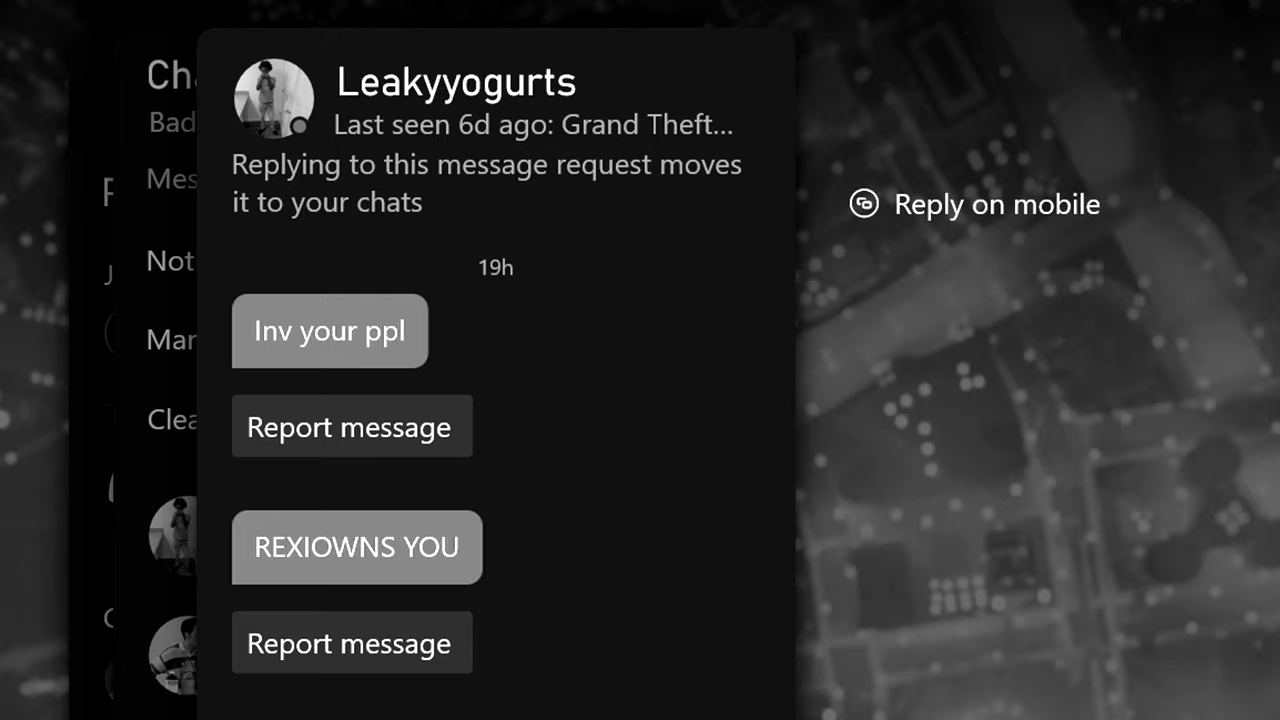 Leakyyogurts
Last seen 6d ago: Grand Theft...
Replying to this message request moves
it to your chats
19h
Inv your ppl
Report message
REXIOWNS YOU
Report message
Reply on mobile
Cha
Bad
Mes
Not
Mar
Clea